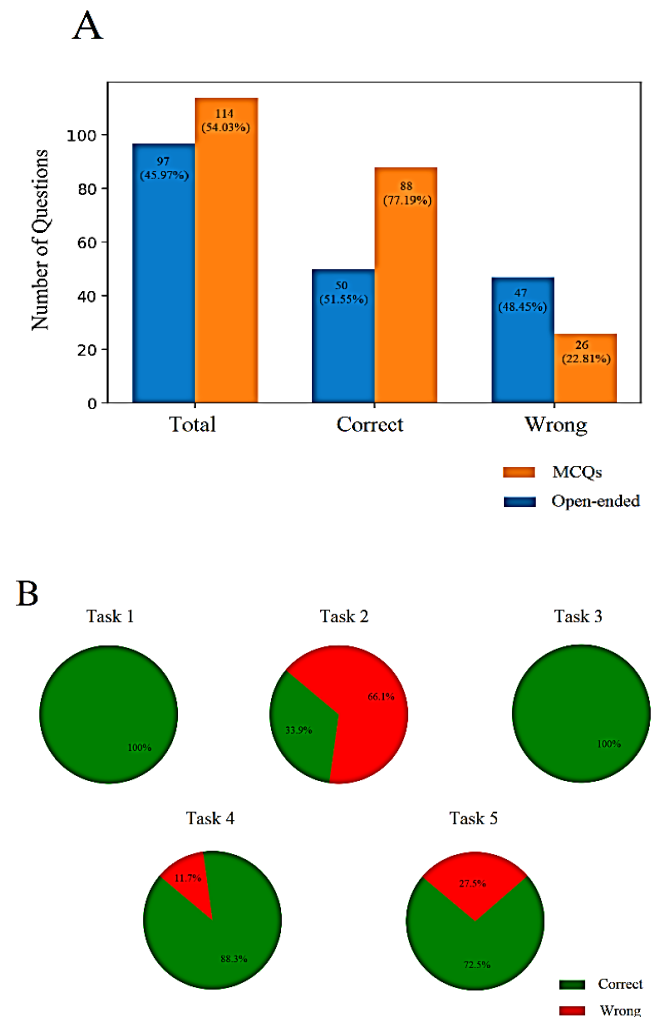 A
Number of Questions
100
80
60
40
20
0
97
(45.97%)
114
(54.03%)
50
(51.55%)
88
(77.19%)
47
(48.45%)
26
(22.81%)
Total Correct Wrong
MCQs
Open-ended
B
Task 1 Task 2 Task 3
100%
66.1%
33.9%
100%
Task 4 Task 5
11.7%
88.3%
27.5%
72.5%
Correct
Wrong